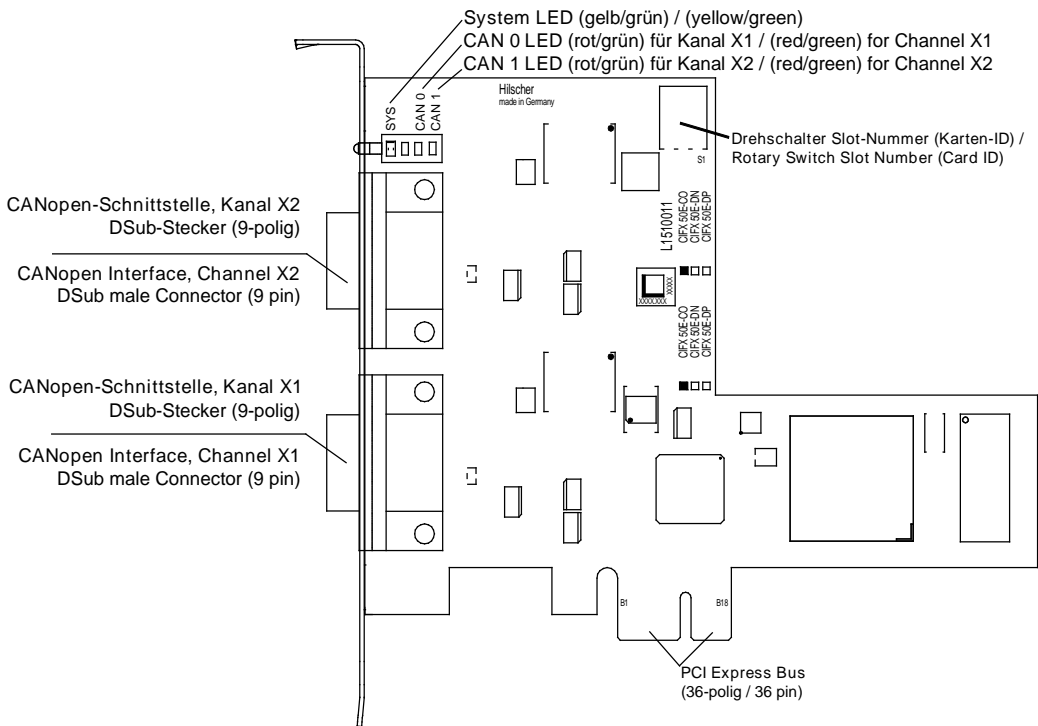 System LED (gelb/grün) / (yellow/green)
CAN 0 LED (rot/grün) für Kanal X1 / (red/green) for Channel X1
CAN 1 LED (rot/grün) für Kanal X2 / (red/green) for Channel X2
SYS
CAN 0
CAN 1
Hilscher
made in Germany
Drehschalter Slot-Nummer (Karten-ID) /
Rotary Switch Slot Number (Card ID)
S1
CANopen-Schnittstelle, Kanal X2
DSub-Stecker (9-polig)
CANopen Interface, Channel X2
DSub male Connector (9 pin)
L1510011
CIFX 50E-CO
CIFX 50E-DN
CIFX 50E-DP
XXXX
XXXXXXX
CIFX 50E-CO
CIFX 50E-DN
CIFX 50E-DP
CANopen-Schnittstelle, Kanal X1
DSub-Stecker (9-polig)
CANopen Interface, Channel X1
DSub male Connector (9 pin)
B1
B18
PCI Express Bus
(36-polig / 36 pin)